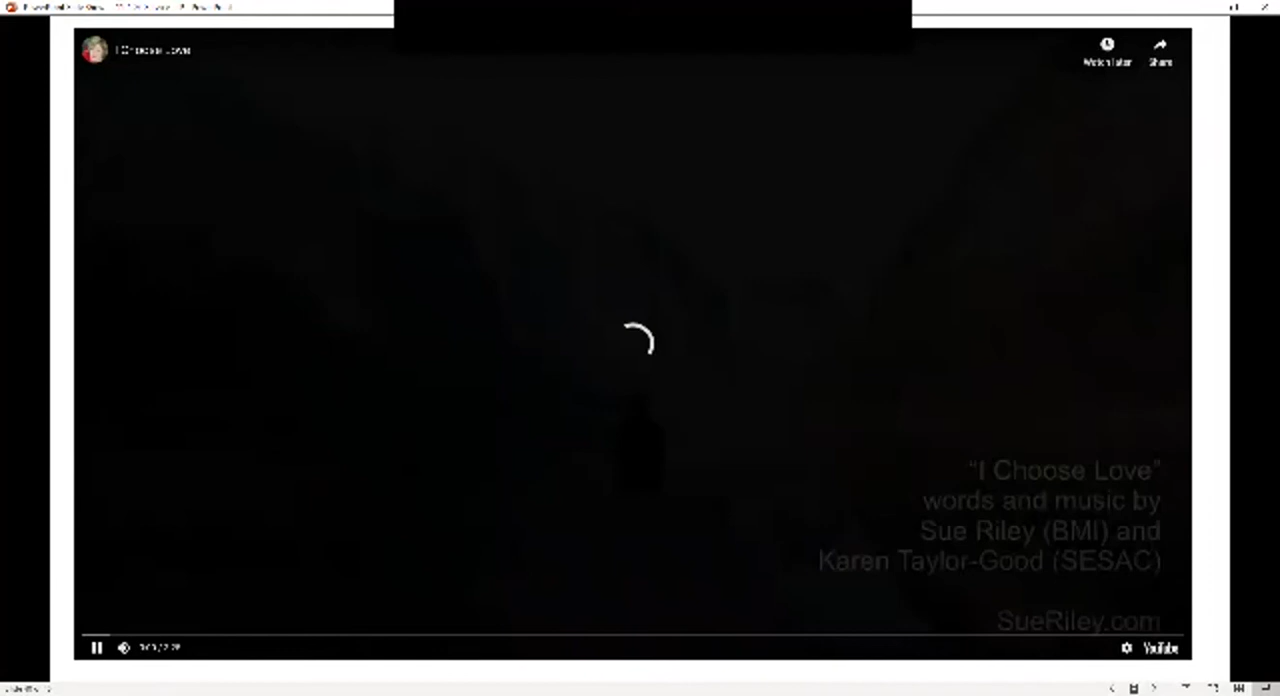 I Choose Love
Watch later
Share
“I Choose Love”
words and music by
Sue Riley (BMI) and
Karen Taylor-Good (SESAC)
SueRiley.com
YouTube